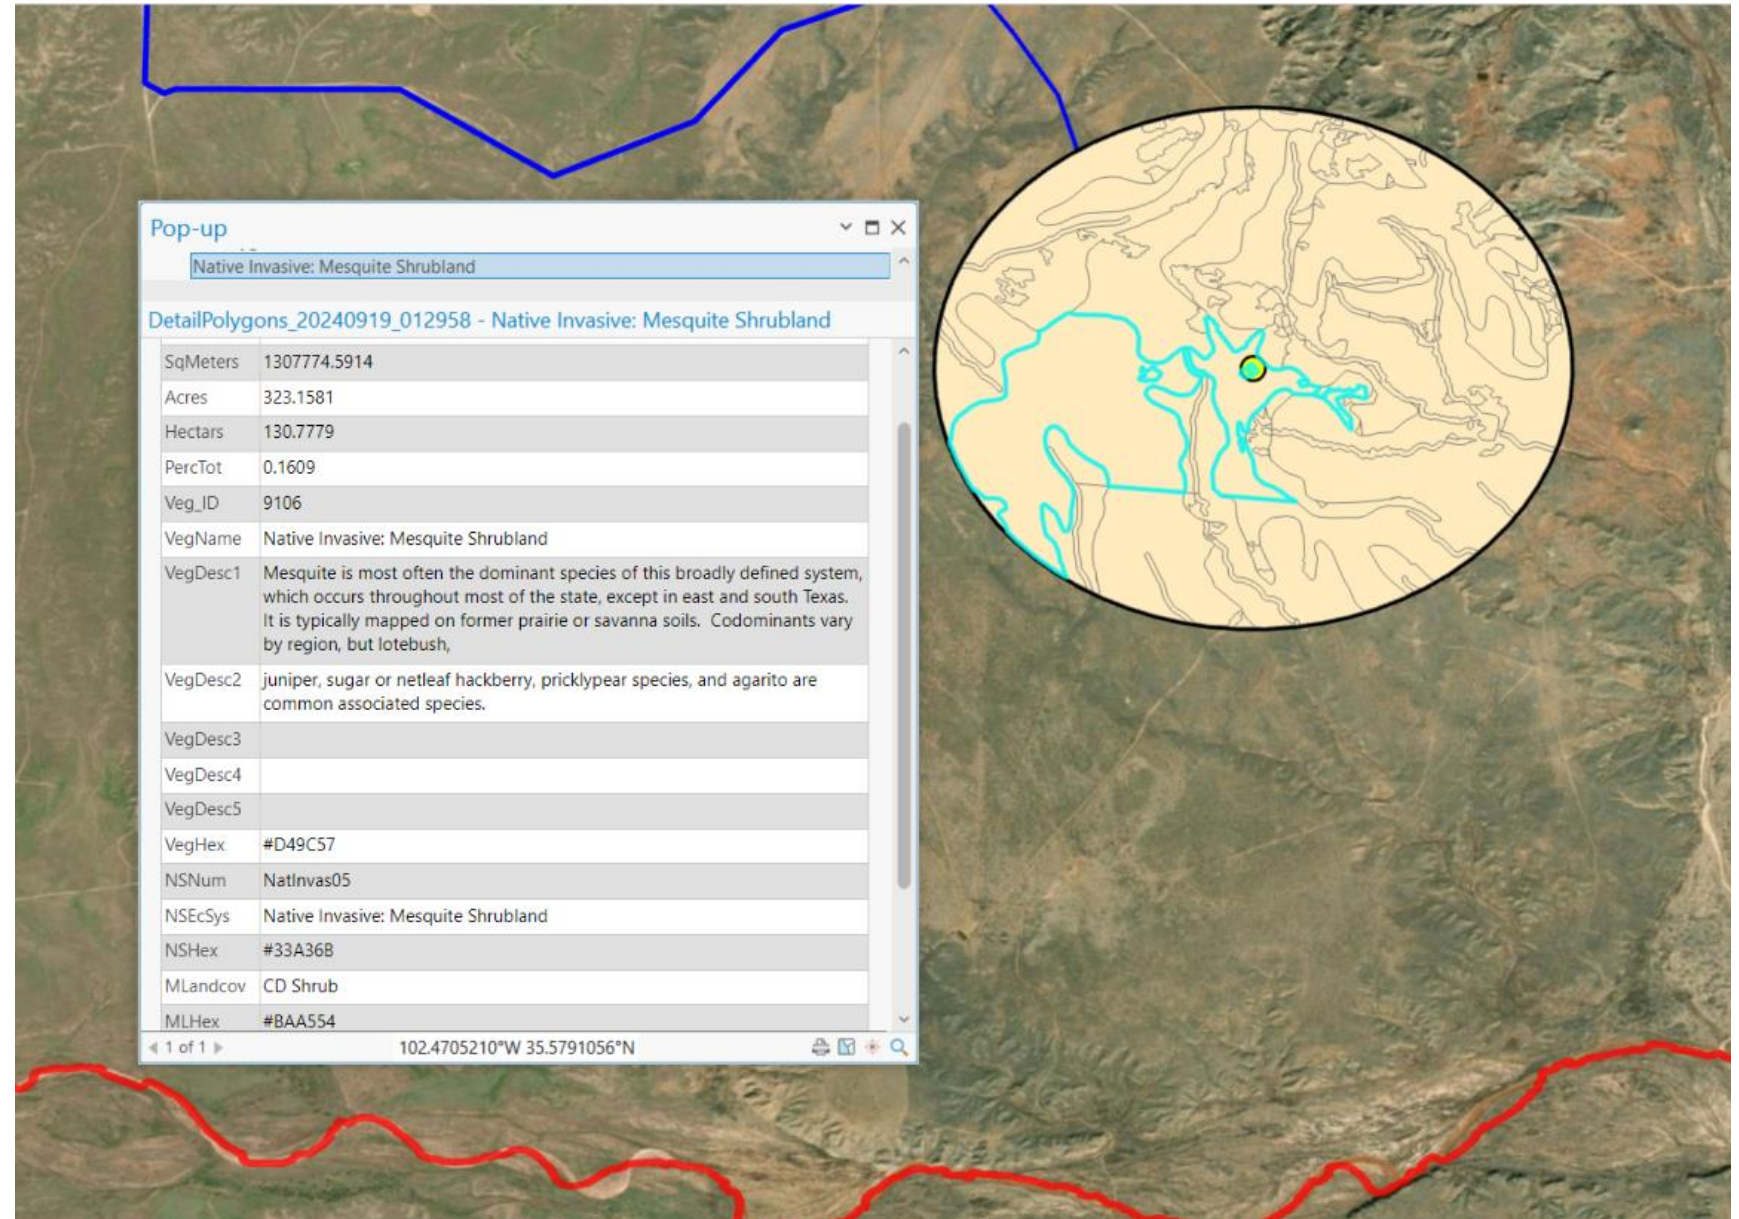 Pop-up
Native Invasive: Mesquite Shrubland
DetailPolygons_20240919_012958 - Native Invasive: Mesquite Shrubland
SqMeters 1307774.5914
Acres 323.1581
Hectars 130.7779
PercTot 0.1609
Veg_ID 9106
VegName Native Invasive: Mesquite Shrubland
VegDesc1 Mesquite is most often the dominant species of this broadly defined system,
which occurs throughout most of the state, except in east and south Texas.
It is typically mapped on former prairie or savanna soils.  Codominants vary
by region, but lotebush,
VegDesc2 juniper, sugar or netleaf hackberry, pricklypear species, and agarito are
common associated species.
VegDesc3
VegDesc4
VegDesc5
VegHex #D49C57
NSNum NatInvas05
NSEcSys Native Invasive: Mesquite Shrubland
NSHex #33A36B
MLandcov CD Shrub
MLHex #BAA554
1 of 1 102.4705210°W 35.5791056°N